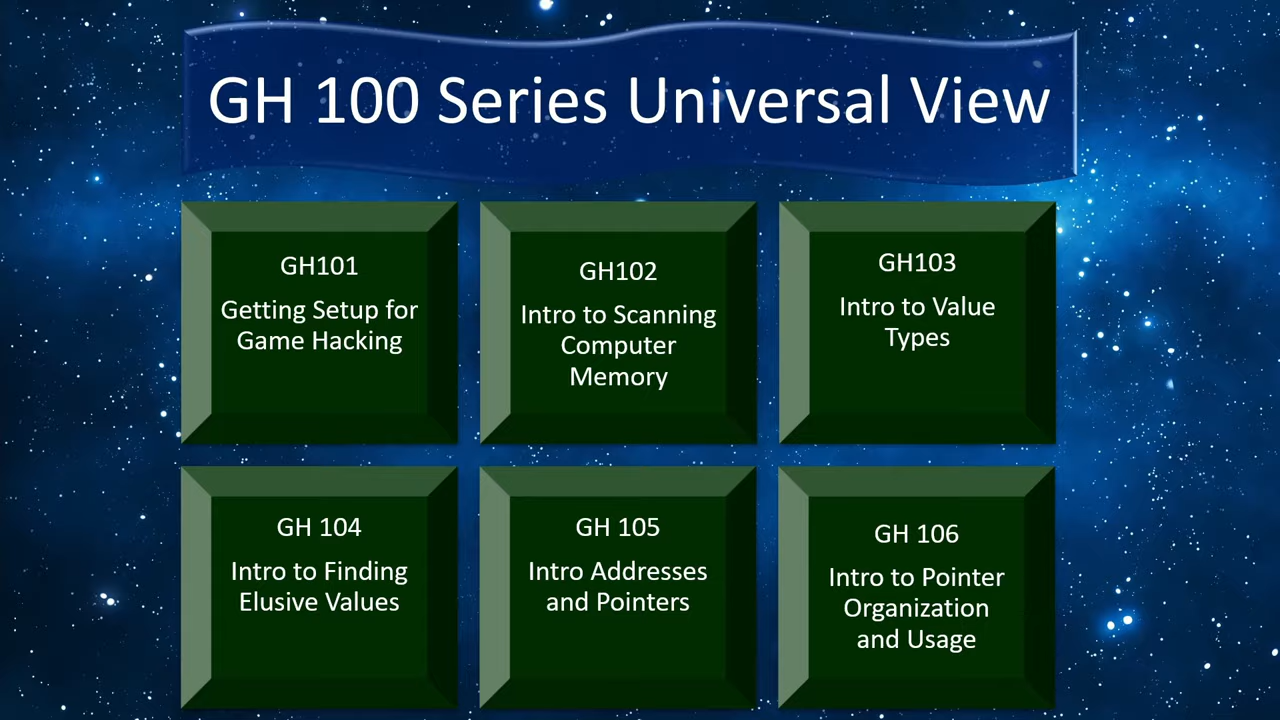 GH 100 Series Universal View
GH101
Getting Setup for
Game Hacking
GH102
Intro to Scanning
Computer
Memory
GH103
Intro to Value
Types
GH 104
Intro to Finding
Elusive Values
GH 105
Intro Addresses
and Pointers
GH 106
Intro to Pointer
Organization
and Usage